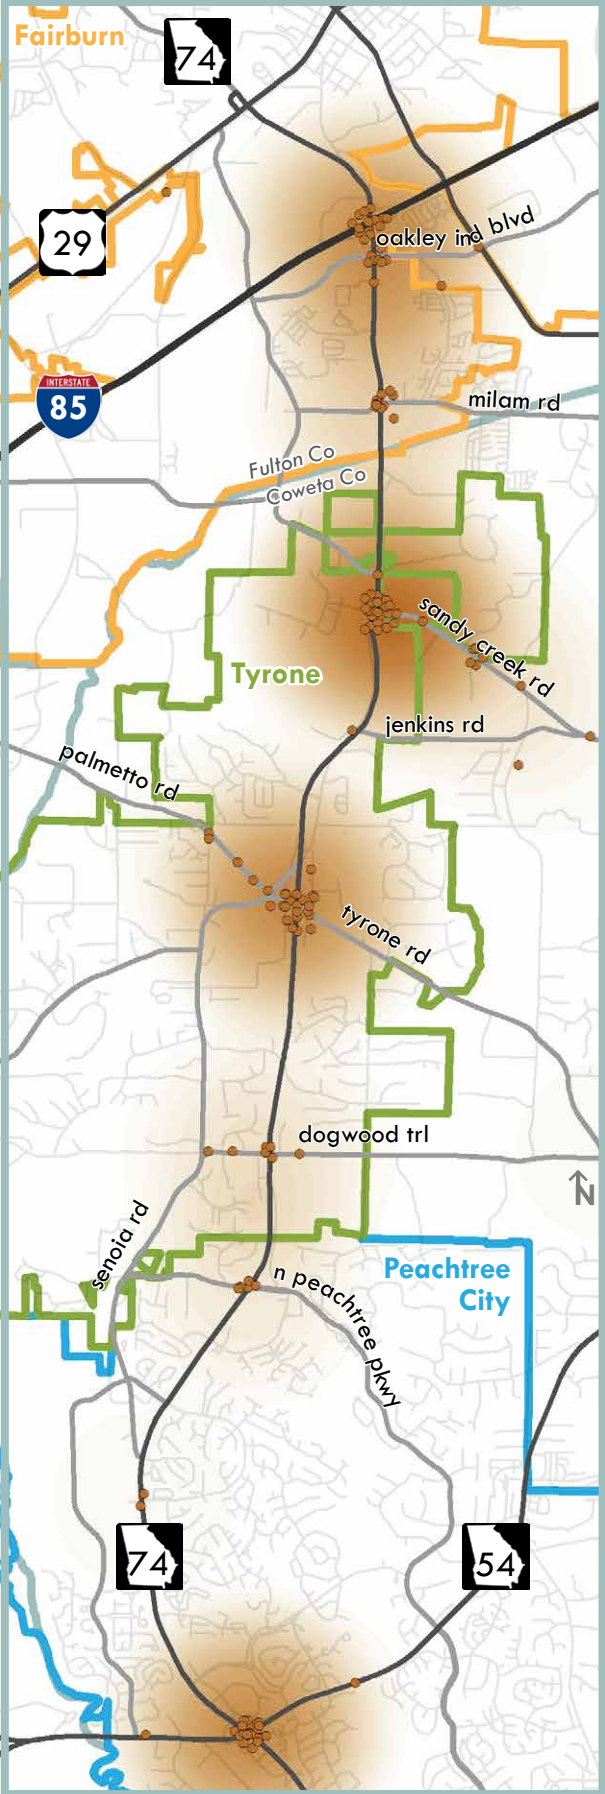 Fairburn
74
29
oakley ind blvd
INTERSTATE
85
milam rd
Fulton Co
Coweta Co
sandy creek rd
Tyrone
jenkins rd
palmetto rd
tyrone rd
dogwood trl
N
senoia rd
n peachtree pkwy
Peachtree
City
74
54